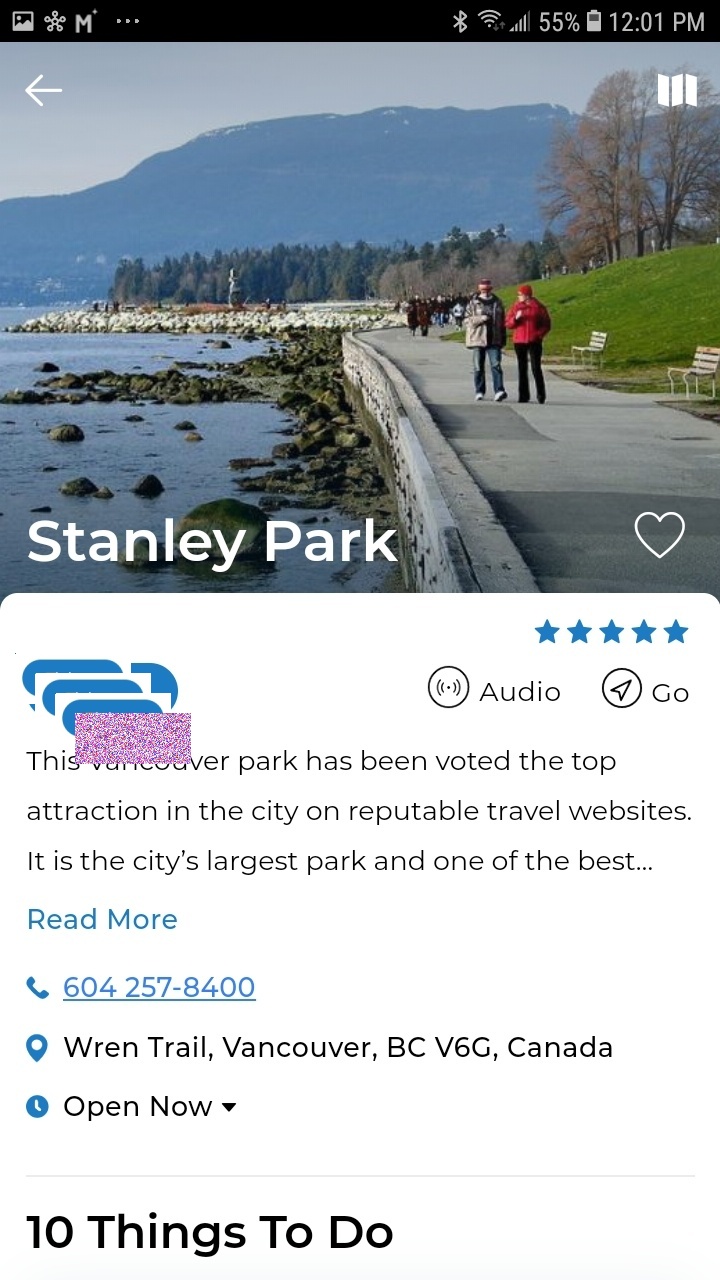 M 55% 12:01 PM
Stanley Park
Audio Go
This Vancouver park has been voted the top
attraction in the city on reputable travel websites.
It is the city’s largest park and one of the best...
Read More
604 257-8400
Wren Trail, Vancouver, BC V6G, Canada
Open Now
10 Things To Do